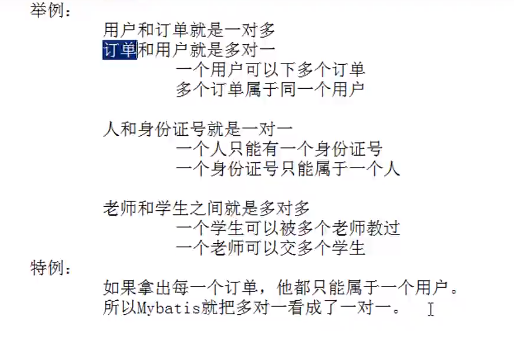 举例：
用户和订单就是一对多
订单和用户就是多对一
一个用户可以下多个订单
多个订单属于同一个用户
人和身份证号就是一对一
一个人只能有一个身份证号
一个身份证号只能属于一个人
老师和学生之间就是多对多
一个学生可以被多个老师教过
一个老师可以交多个学生
特例：
如果拿出每一个订单，他都只能属于一个用户。
所以Mybatis就把多对一看成了一对一。